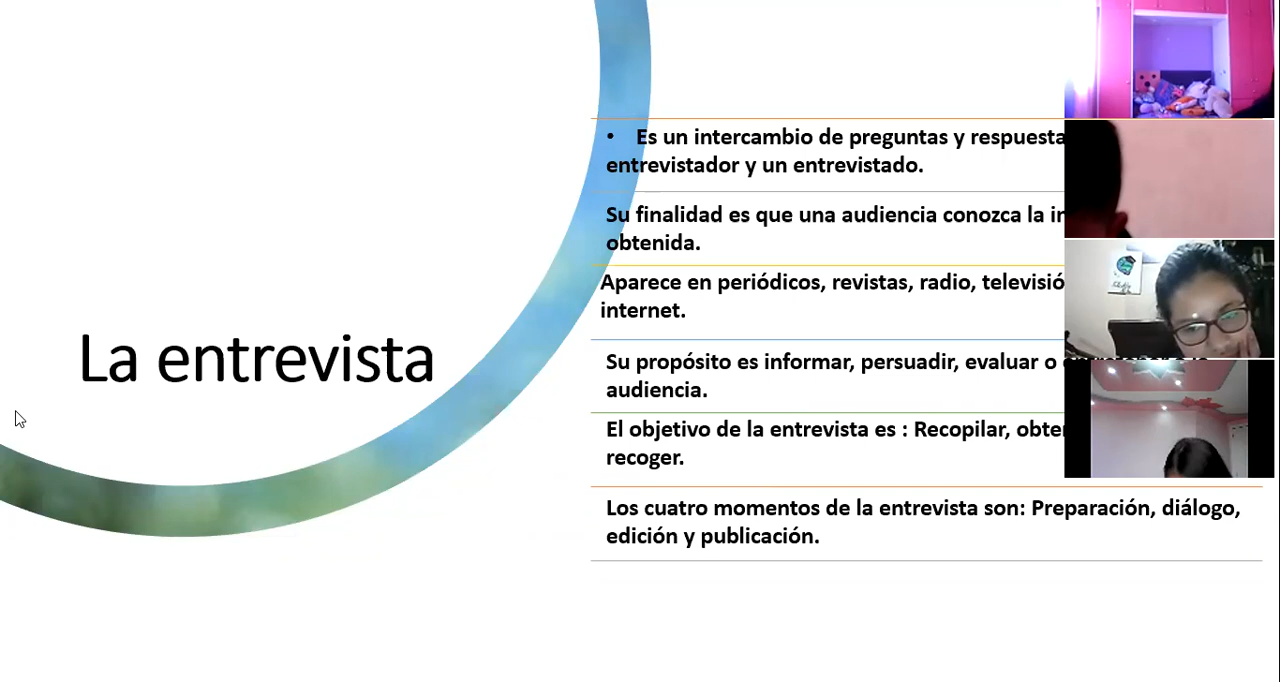 La entrevista
• Es un intercambio de preguntas y
entrevistador y un entrevistado.
Su finalidad es que una audiencia conozca la
obtenida.
Aparece en periódicos, revistas, radio,
internet.
Su propósito es informar, persuadir, evaluar o
audiencia.
El objetivo de la entrevista es : Recopilar,
recoger.
Los cuatro momentos de la entrevista son: Preparación, diálogo,
edición y publicación.